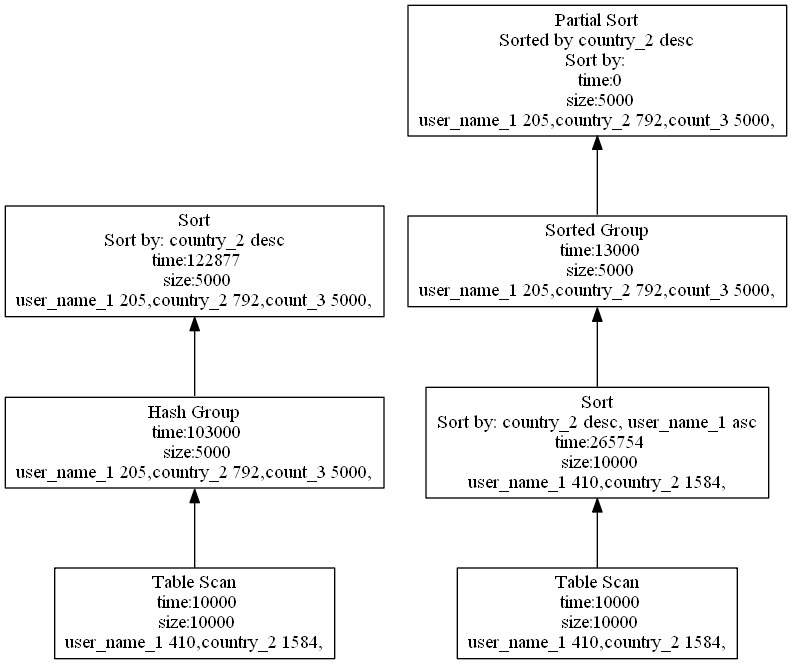 Partial Sort
Sorted by country_2 desc
Sort by:
time:0
size:5000
user_name_1 205,country_2 792,count_3 5000,
Sort
Sort by: country_2 desc
time:122877
size:5000
user_name_1 205,country_2 792,count_3 5000,
Sorted Group
time:13000
size:5000
user_name_1 205,country_2 792,count_3 5000,
Hash Group
time:103000
size:5000
user_name_1 205,country_2 792,count_3 5000,
Sort
Sort by: country_2 desc, user_name_1 asc
time:265754
size:10000
user_name_1 410,country_2 1584,
Table Scan
time:10000
size:10000
user_name_1 410,country_2 1584,
Table Scan
time:10000
size:10000
user_name_1 410,country_2 1584,